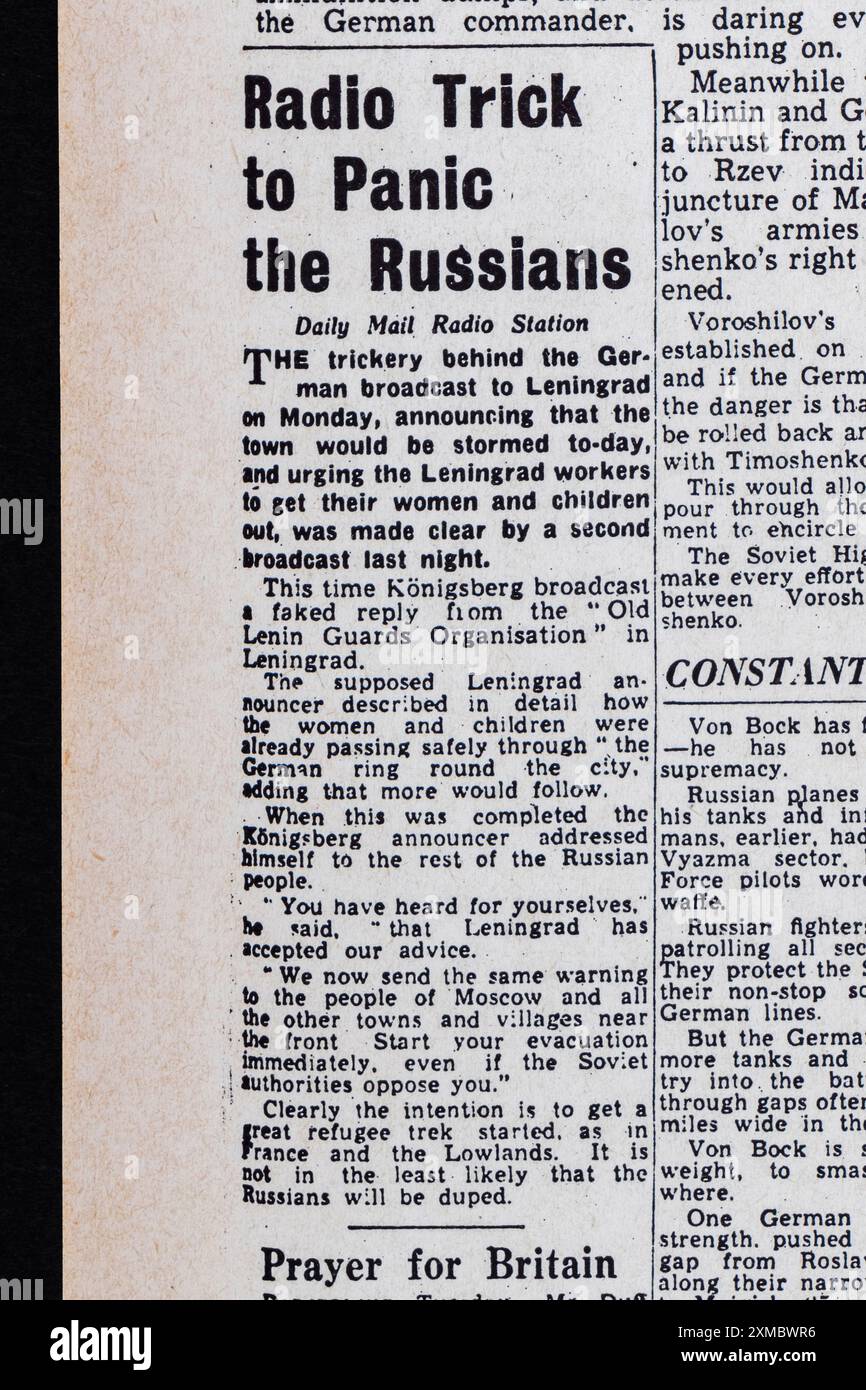 the German commander.
Radio Trick
to Panic
the Russians
Daily Mail Radio Station
THE trickery behind the Ger-
man broadcast to Leningrad
on Monday, announcing that the
town would be stormed to-day,
and urging the Leningrad workers
to get their women and children
out, was made clear by a second
broadcast last night.
This time Königsberg broadcast
a faked reply from the "Old
Lenin Guards Organisation" in
Leningrad.
The supposed Leningrad an-
nouncer described in detail how
the women and children were
already passing safely through "the
German ring round the city,"
adding that more would follow.
When this was completed the
Königsberg announcer addressed
himself to the rest of the Russian
people.
"You have heard for yourselves,"
he said, "that Leningrad has
accepted our advice.
"We now send the same warning
to the people of Moscow and all
the other towns and villages near
the front Start your evacuation
immediately, even if the Soviet
authorities oppose you."
Clearly the intention is to get a
great refugee trek started, as in
France and the Lowlands. It is
not in the least likely that the
Russians will be duped.
Prayer for Britain
is daring ev
pushing on.
Meanwhile
Kalinin and G
a thrust from t
to Rzev indi
juncture of Ma
lov's armies
shenko's right
ened.
Voroshilov's
established on
and if the Germ
the danger is tha
be rolled back an
with Timoshenko
This would allo
pour through the
ment to encircle
The Soviet Hig
make every effort
between Vorosh
shenko.
CONSTANT
Von Bock has f
—he has not
supremacy.
Russian planes
his tanks and inf
mans, earlier, had
Vyazma sector.
Force pilots wore
waffe.
Russian fighter
patrolling all sec
They protect the S
their non-stop so
German lines.
But the Germa
more tanks and
try into the bat
through gaps often
miles wide in the
Von Bock is s
weight, to smas
where.
One German
strength, pushed
gap from Rosla
along their narro
alamy
Image ID: 2XMBWR6
www.alamy.com